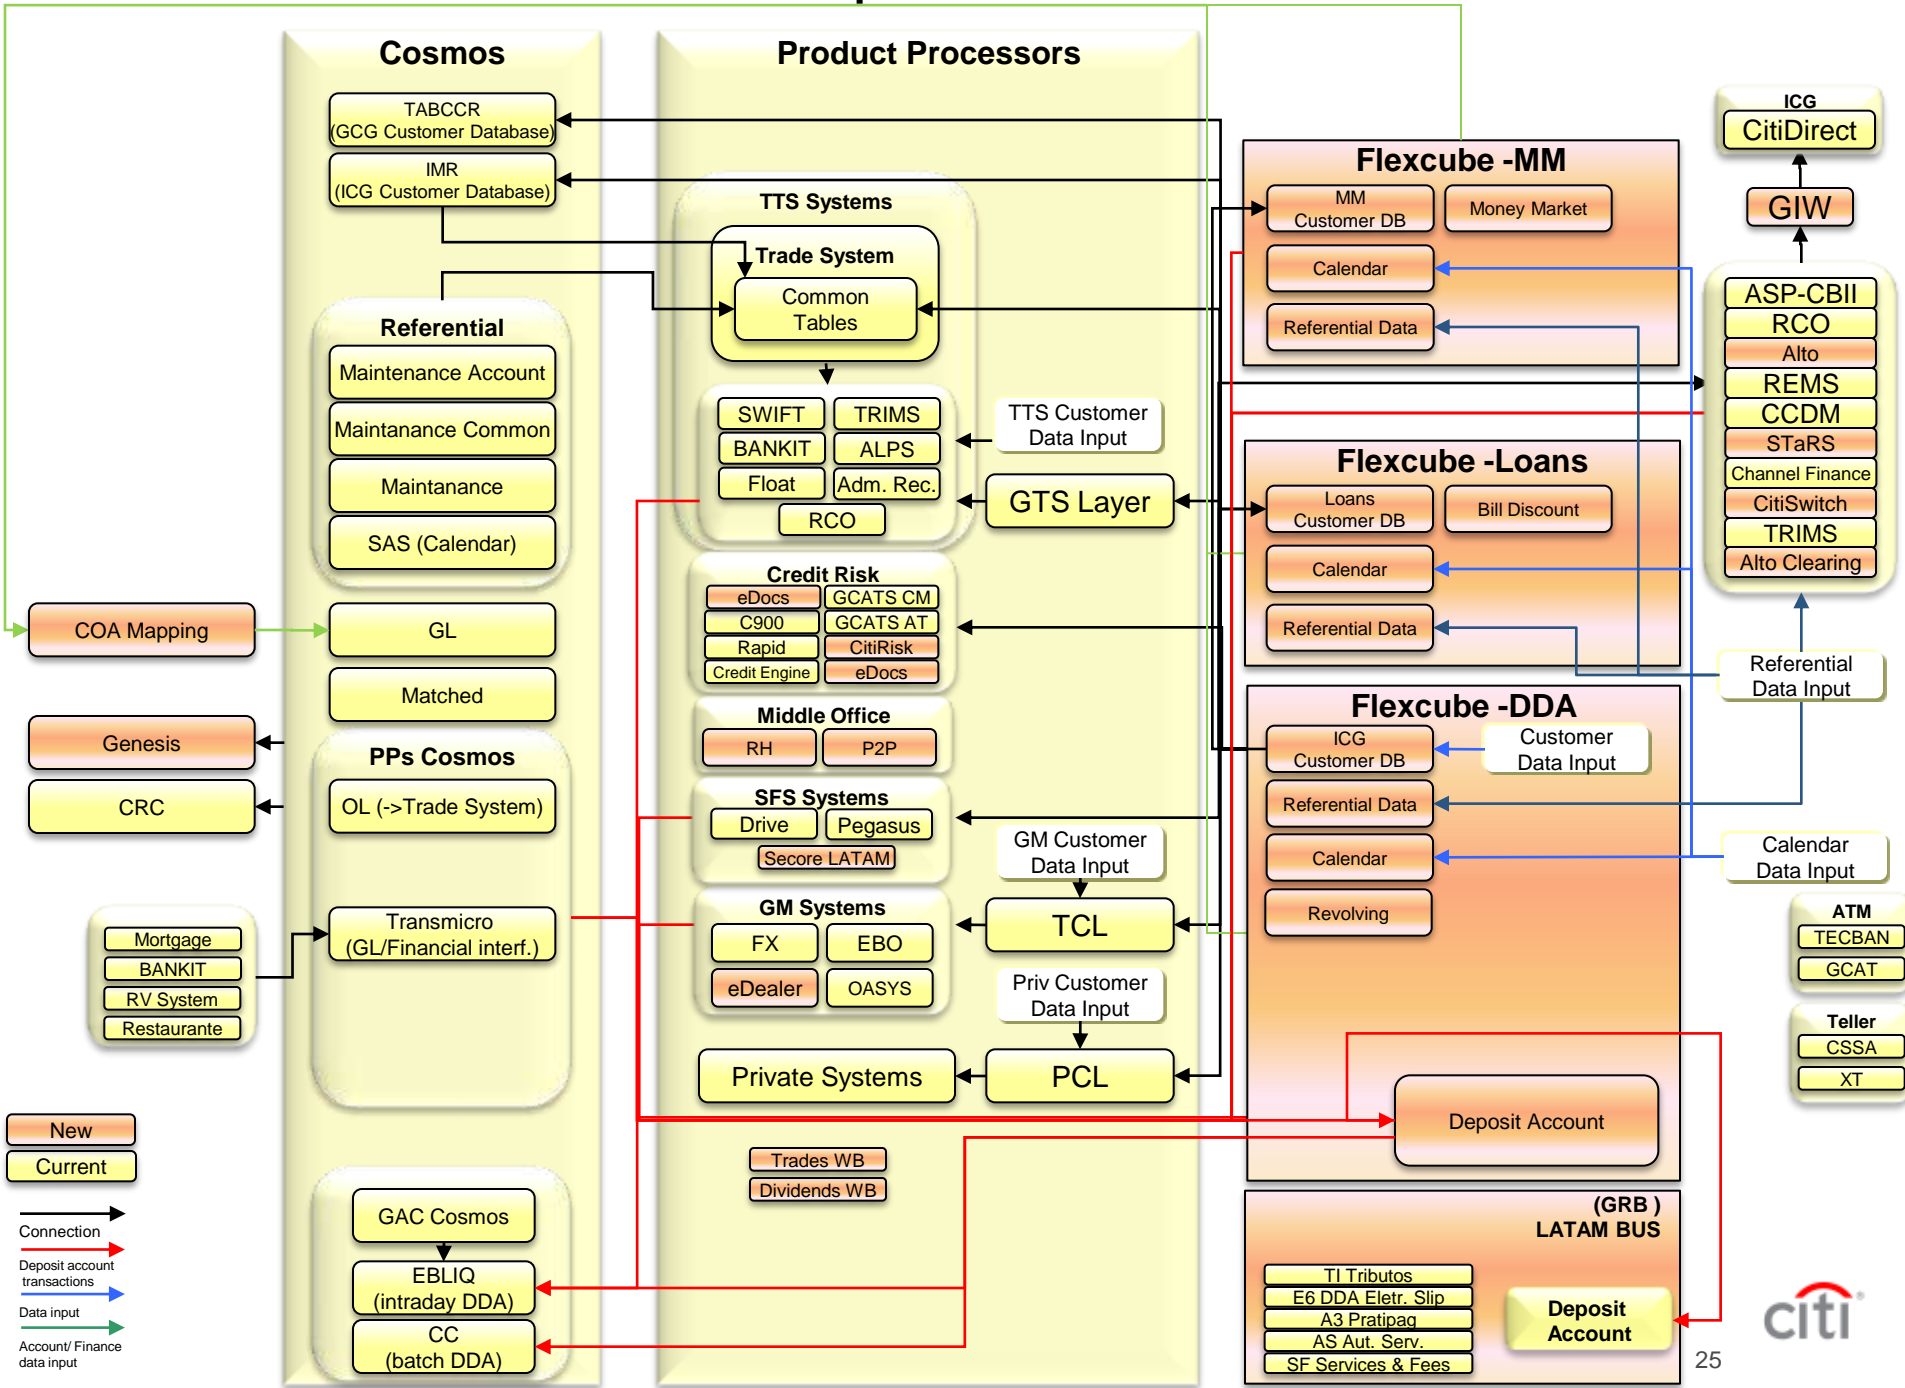 Cosmos
TABCCR
(GCG Customer Database)
IMR
(ICG Customer Database)
Referential
Maintenance Account
Maintanance Common
Maintanance
SAS (Calendar)
COA Mapping
GL
Matched
Genesis
CRC
PPs Cosmos
OL (->Trade System)
Mortgage
BANKIT
RV System
Restaurante
Transmicro
(GL/Financial interf.)
GAC Cosmos
EBLIQ
(intraday DDA)
CC
(batch DDA)
New
Current
Connection
Deposit account
transactions
Data input
Account/ Finance
data input
Product Processors
TTS Systems
Trade System
Common
Tables
SWIFT
TRIMS
BANKIT
ALPS
Float
Adm. Rec.
RCO
TTS Customer
Data Input
GTS Layer
Credit Risk
eDocs
GCATS CM
C900
GCATS AT
Rapid
CitiRisk
Credit Engine
eDocs
Middle Office
RH
P2P
SFS Systems
Drive
Pegasus
Secore LATAM
GM Customer
Data Input
GM Systems
FX
EBO
eDealer
OASYS
TCL
Priv Customer
Data Input
Private Systems
PCL
Trades WB
Dividends WB
Flexcube -MM
MM
Customer DB
Money Market
Calendar
Referential Data
Flexcube -Loans
Loans
Customer DB
Bill Discount
Calendar
Referential Data
Flexcube -DDA
ICG
Customer DB
Customer
Data Input
Referential Data
Calendar
Revolving
Deposit Account
(GRB )
LATAM BUS
TI Tributos
E6 DDA Eletr. Slip
A3 Pratipag
AS Aut. Serv.
SF Services & Fees
Deposit
Account
ICG
CitiDirect
GIW
ASP-CBII
RCO
Alto
REMS
CCDM
STaRS
Channel Finance
CitiSwitch
TRIMS
Alto Clearing
Referential
Data Input
Calendar
Data Input
ATM
TECBAN
GCAT
Teller
CSSA
XT
citi®
25